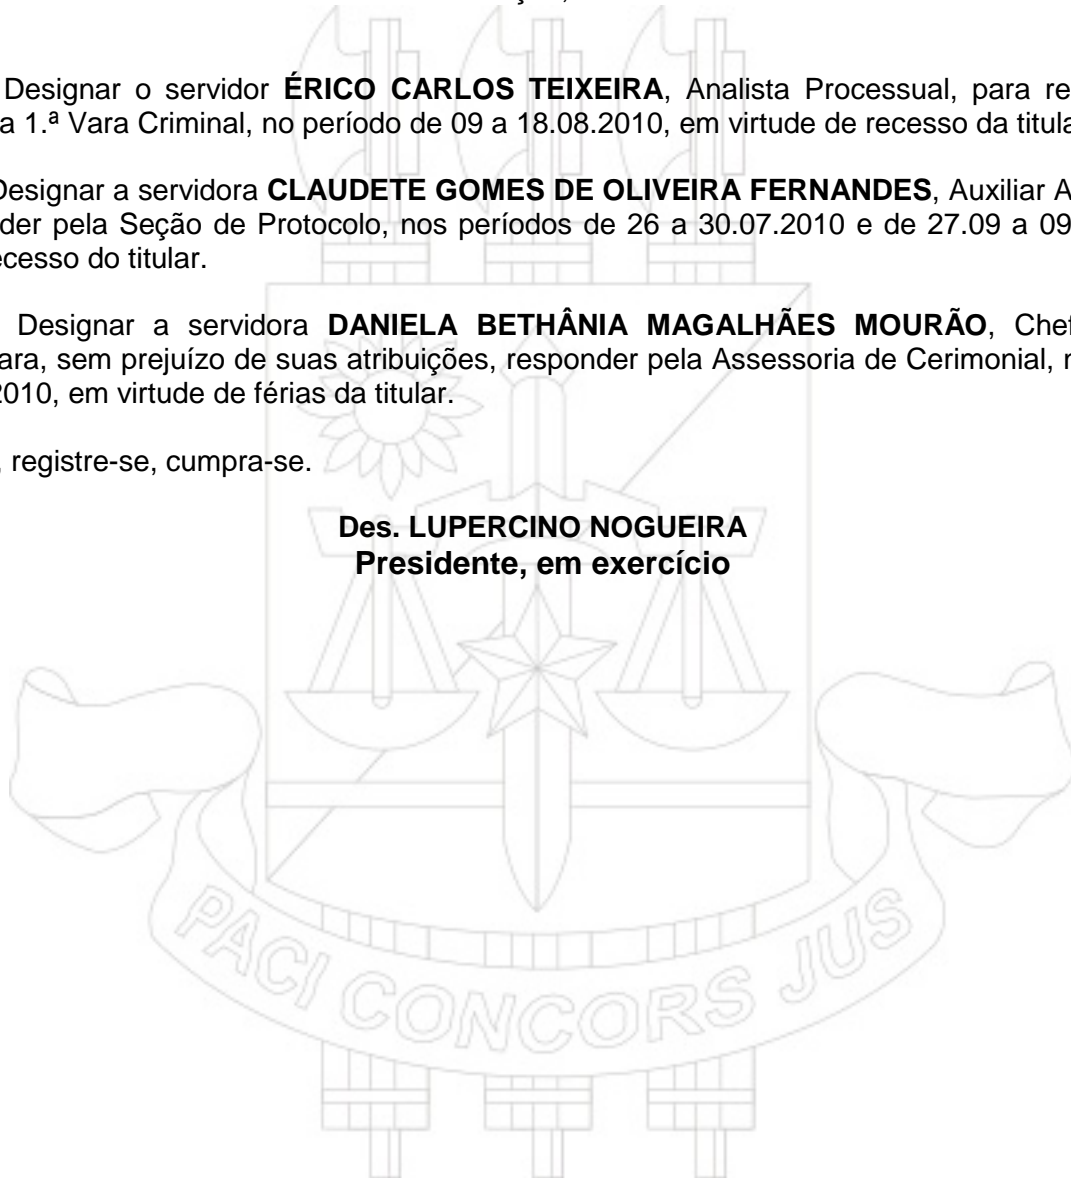 Designar o servidor ÉRICO CARLOS TEIXEIRA, Analista Processual, para re
a 1.ª Vara Criminal, no período de 09 a 18.08.2010, em virtude de recesso da titula
Designar a servidora CLAUDETE GOMES DE OLIVEIRA FERNANDES, Auxiliar A
der pela Seção de Protocolo, nos períodos de 26 a 30.07.2010 e de 27.09 a 09
ecesso do titular.
Designar a servidora DANIELA BETHÂNIA MAGALHÃES MOURÃO, Chef
ara, sem prejuízo de suas atribuições, responder pela Assessoria de Cerimonial, n
2010, em virtude de férias da titular.
, registre-se, cumpra-se.
Des. LUPERCINO NOGUEIRA
Presidente, em exercício
PACI CONCORS JUS